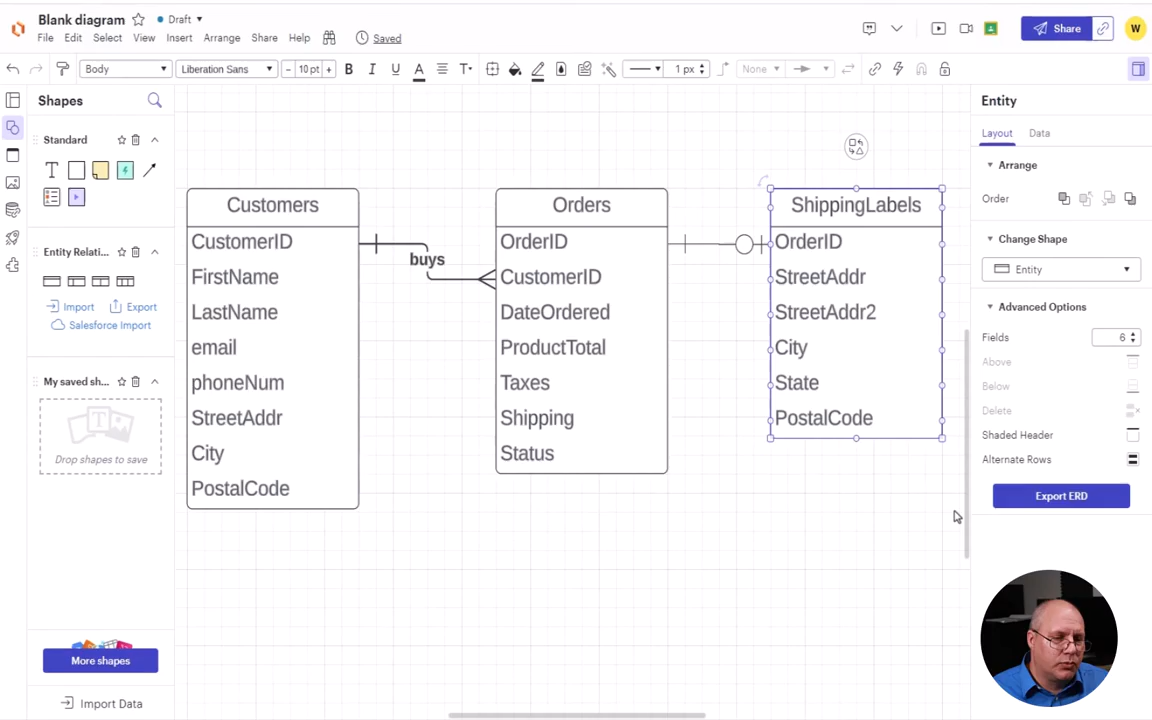 Blank diagram Draft
File Edit Select View Insert Arrange Share Help Saved
Share
W
Body Liberation Sans − 10 pt + B I U A T 1 px None
Shapes
Standard
T
Entity Relati...
Import Export
Salesforce Import
My saved sh...
T
Drop shapes to save
More shapes
Import Data
Customers
CustomerID
FirstName
LastName
email
phoneNum
StreetAddr
City
PostalCode
buys
Orders
OrderID
CustomerID
DateOrdered
ProductTotal
Taxes
Shipping
Status
ShippingLabels
OrderID
StreetAddr
StreetAddr2
City
State
PostalCode
Entity
Layout Data
Arrange
Order
Change Shape
Entity
Advanced Options
Fields 6
Above
Below
Delete
Shaded Header
Alternate Rows
Export ERD